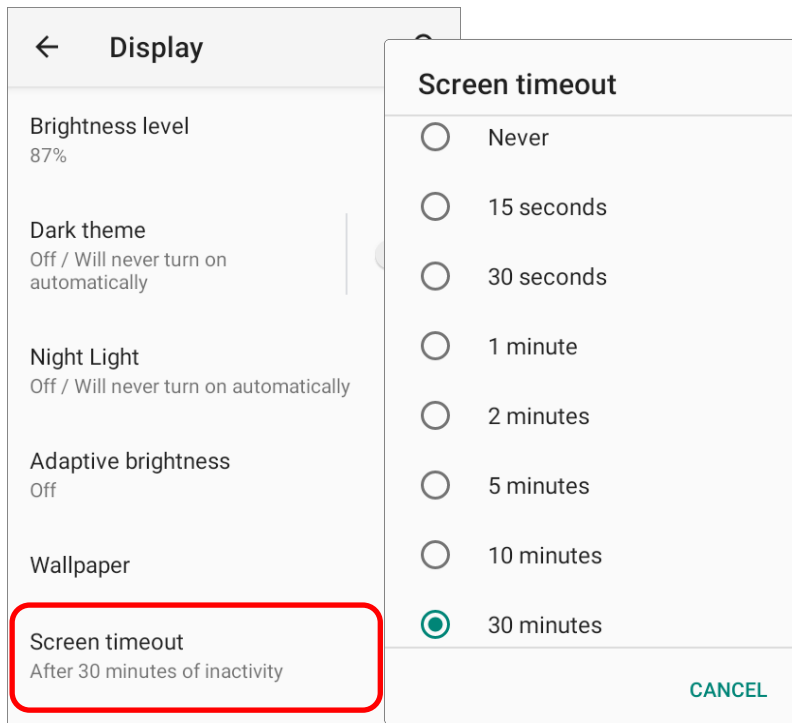 Display
Brightness level
87%
Dark theme
Off / Will never turn on
automatically
Night Light
Off / Will never turn on automatically
Adaptive brightness
Off
Wallpaper
Screen timeout
After 30 minutes of inactivity
Screen timeout
Never
15 seconds
30 seconds
1 minute
2 minutes
5 minutes
10 minutes
30 minutes
CANCEL